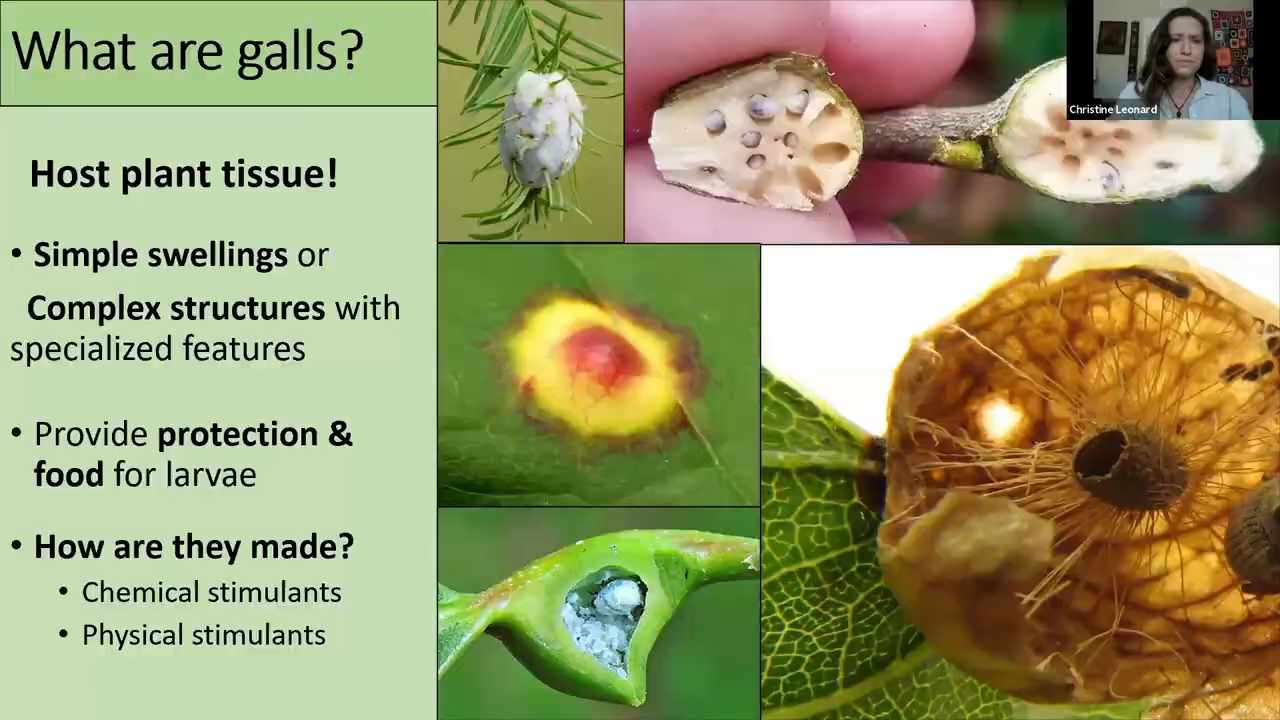 What are galls?
Host plant tissue!
• Simple swellings or
Complex structures with
specialized features
• Provide protection &
food for larvae
• How are they made?
• Chemical stimulants
• Physical stimulants
Christine Leonard